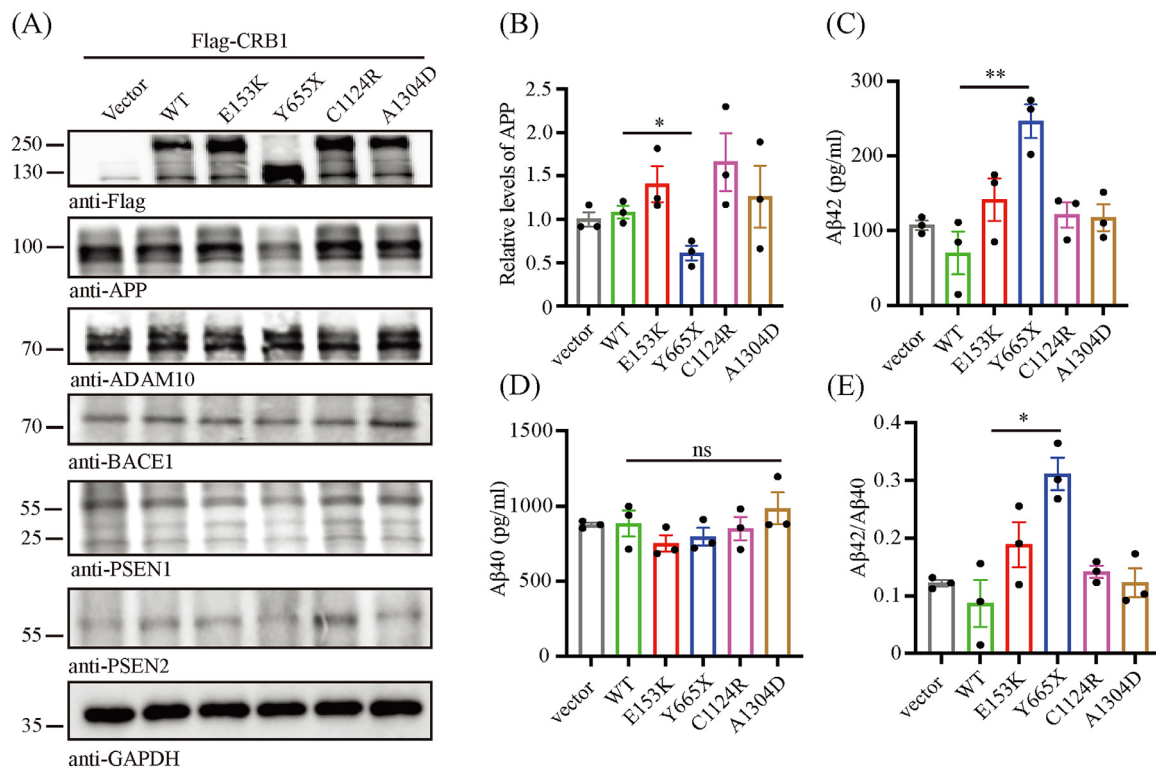 (A)
Flag-CRB1
Vector
WT
E153K
Y655X
C1124R
A1304D
250
130
anti-Flag
100
anti-APP
70
anti-ADAM10
70
anti-BACE1
55
25
anti-PSEN1
55
anti-PSEN2
35
anti-GAPDH
(B)
Relative levels of APP
2.5
2.0
1.5
1.0
0.5
0.0
*
vector
WT
E153K
Y665X
C1124R
A1304D
(C)
Aβ42 (pg/ml)
300
200
100
0
**
vector
WT
E153K
Y665X
C1124R
A1304D
(D)
Aβ40 (pg/ml)
1500
1000
500
0
ns
vector
WT
E153K
Y665X
C1124R
A1304D
(E)
Aβ42/Aβ40
0.4
0.3
0.2
0.1
0.0
*
vector
WT
E153K
Y665X
C1124R
A1304D